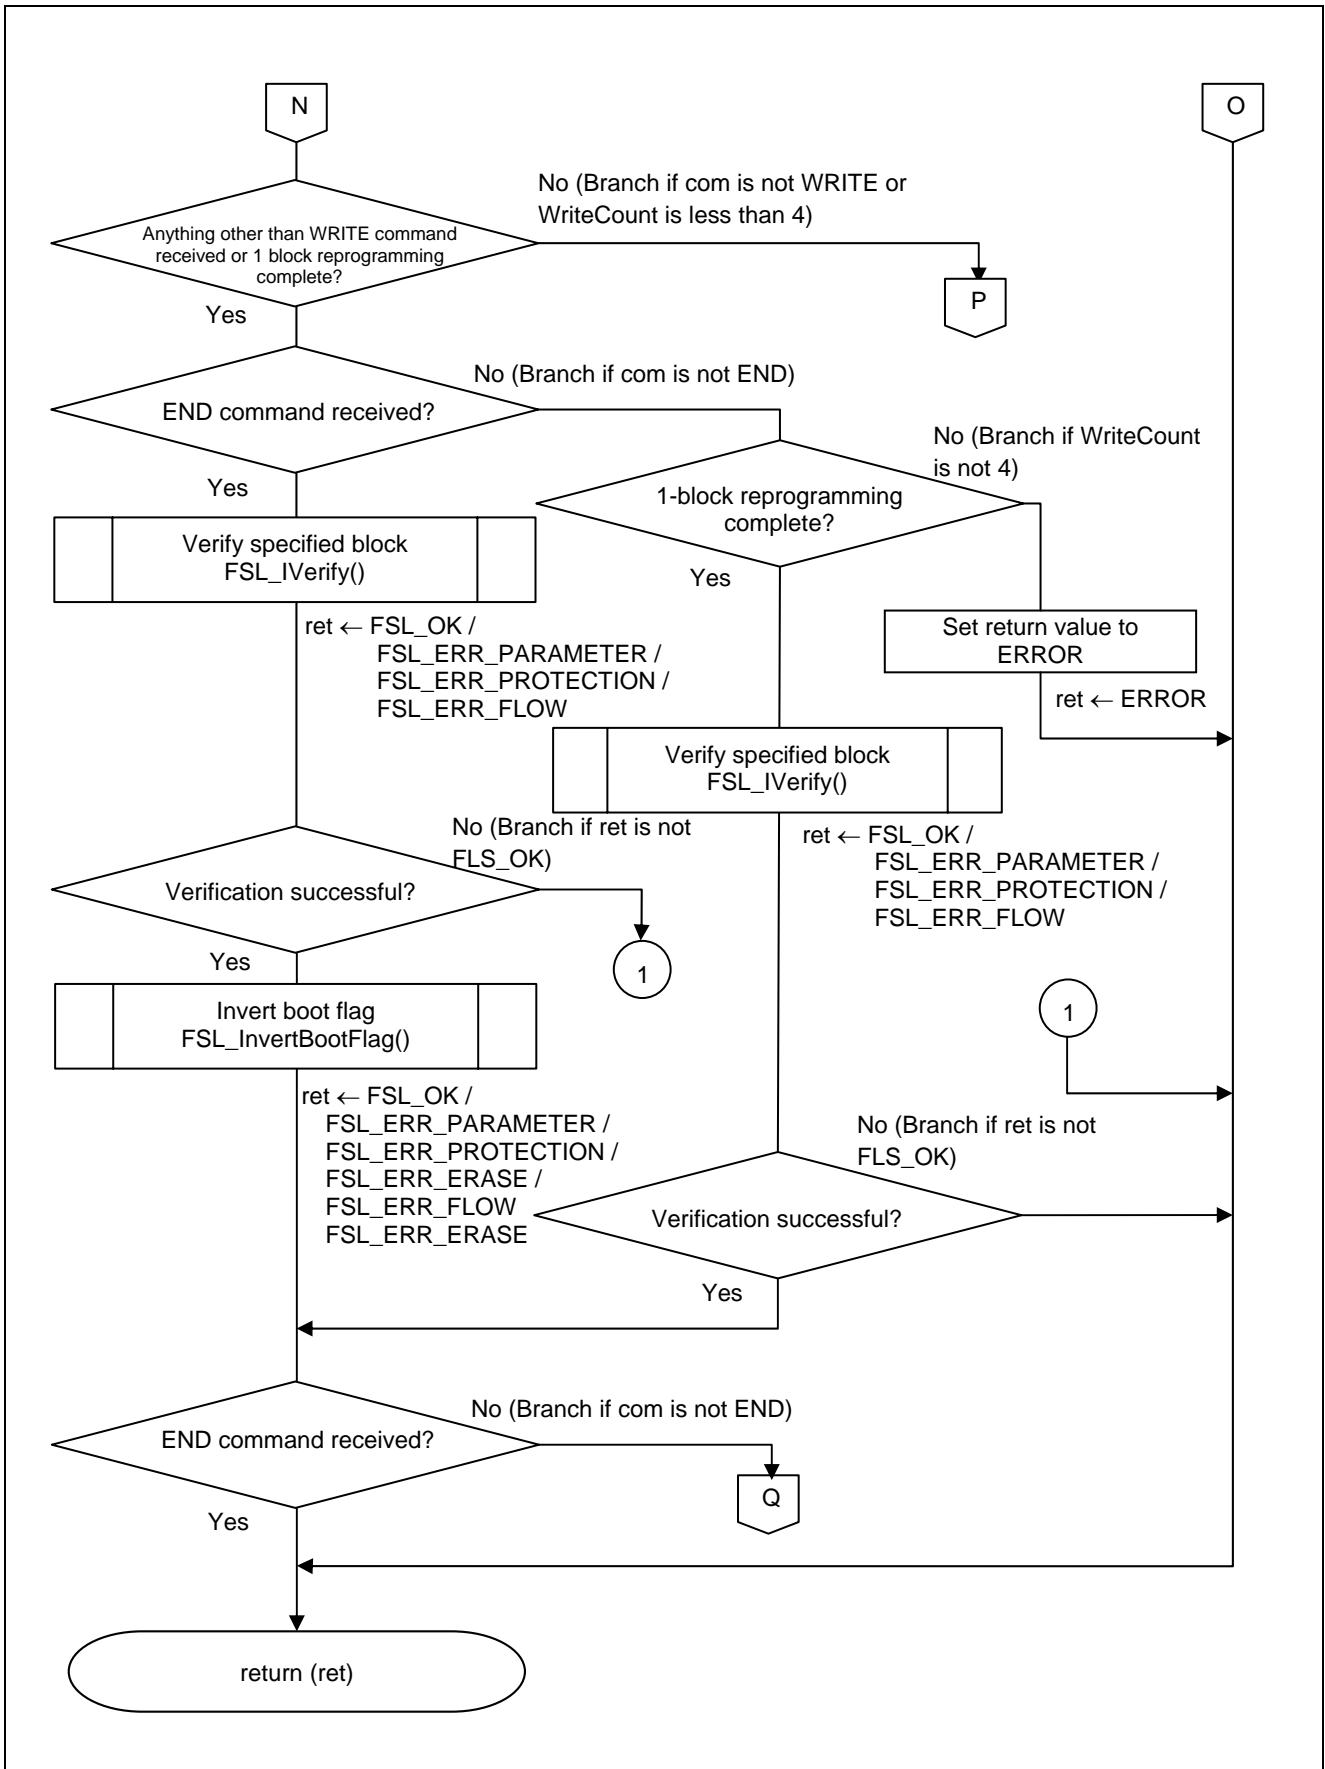 N
O
No (Branch if com is not WRITE or
WriteCount is less than 4)
Anything other than WRITE command
received or 1 block reprogramming
complete?
P
Yes
No (Branch if com is not END)
END command received?
No (Branch if WriteCount
is not 4)
Yes
1-block reprogramming
complete?
Verify specified block
FSL_IVerify()
Yes
ret ← FSL_OK /
FSL_ERR_PARAMETER /
FSL_ERR_PROTECTION /
FSL_ERR_FLOW
Set return value to
ERROR
ret ← ERROR
Verify specified block
FSL_IVerify()
No (Branch if ret is not
FLS_OK)
ret ← FSL_OK /
FSL_ERR_PARAMETER /
FSL_ERR_PROTECTION /
FSL_ERR_FLOW
Verification successful?
Yes
1
Invert boot flag
FSL_InvertBootFlag()
1
ret ← FSL_OK /
FSL_ERR_PARAMETER /
FSL_ERR_PROTECTION /
FSL_ERR_ERASE /
FSL_ERR_FLOW
FSL_ERR_ERASE
No (Branch if ret is not
FLS_OK)
Verification successful?
Yes
No (Branch if com is not END)
END command received?
Q
Yes
return (ret)